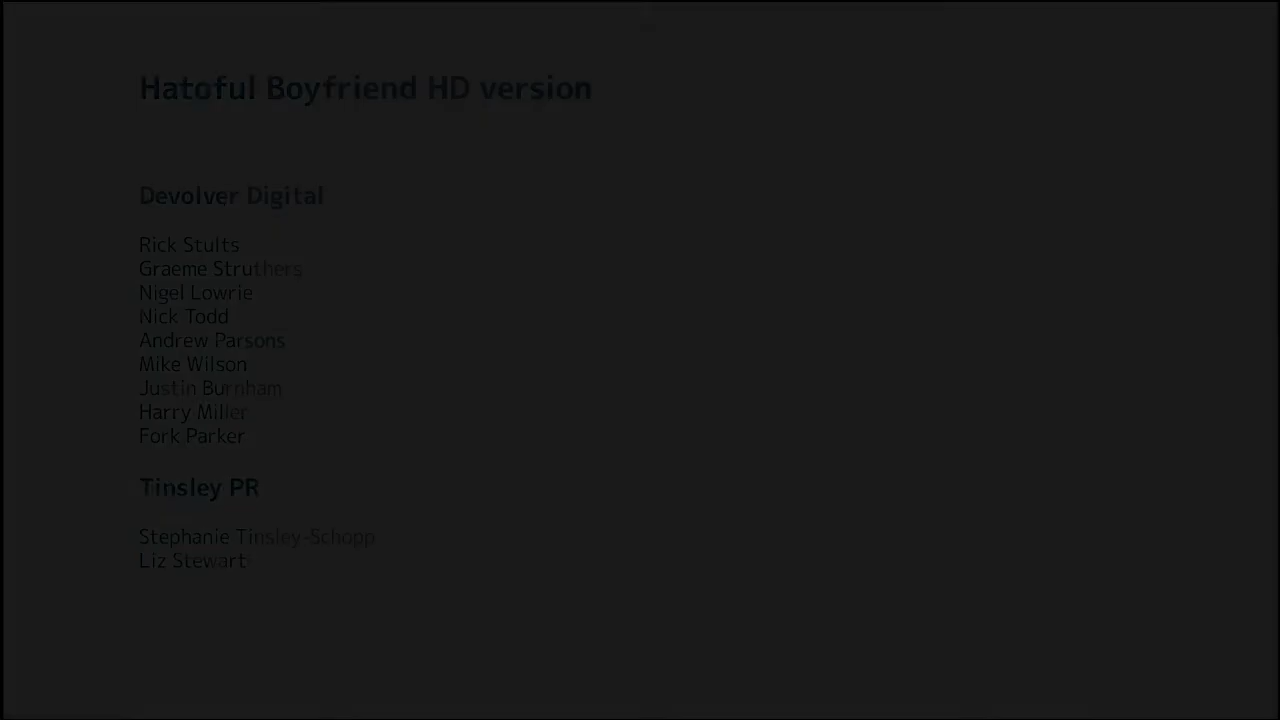 Hatoful Boyfriend HD version
Devolver Digital
Rick Stults
Graeme Struthers
Nigel Lowrie
Nick Todd
Andrew Parsons
Mike Wilson
Justin Burnham
Harry Miller
Fork Parker
Tinsley PR
Stephanie Tinsley-Schopp
Liz Stewart